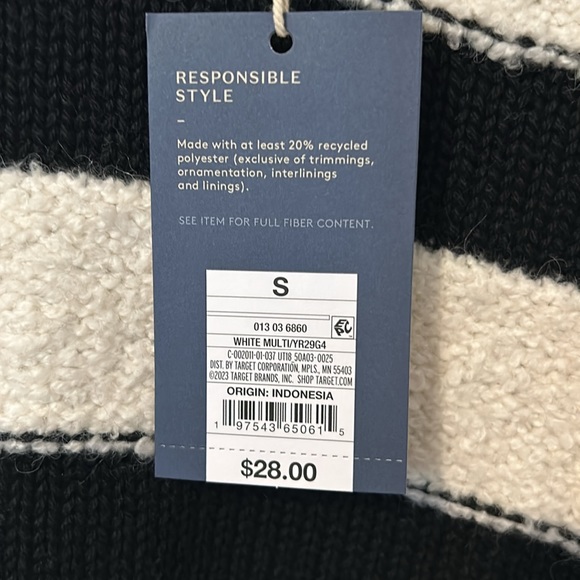 RESPONSIBLE
STYLE
–
Made with at least 20% recycled
polyester (exclusive of trimmings,
ornamentation, interlinings
and linings).
SEE ITEM FOR FULL FIBER CONTENT.
S
013 03 6860
WHITE MULTI/YR29G4
C-002011-01-037 UT18 50A03-0025
DIST. BY TARGET CORPORATION, MPLS., MN 55403
©2023 TARGET BRANDS, INC. SHOP TARGET.COM
ORIGIN: INDONESIA
1 97543 65061 5
$28.00